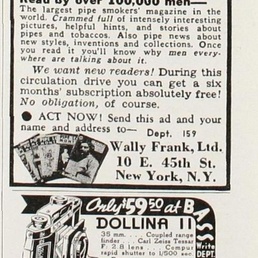 Read by over 100,000 men—
The largest pipe smokers' magazine in the
world. Crammed full of intensely interesting
pictures, helpful hints, and stories about
pipes and tobaccos. Also pipe news about
new styles, inventions and collections. Once
you read it you'll know why men every-
where are talking about it.
We want new readers! During this
circulation drive you can get a six
months' subscription absolutely free!
No obligation, of course.
● ACT NOW! Send this ad and your
name and address to— Dept. 159
Wally Frank, Ltd.
10 E. 45th St.
New York, N.Y.
Only $59.50 at BASS
DOLLINA II
35 mm. . . Coupled range
finder . . Carl Zeiss Tessar
F: 2.8 lens . Compur
rapid shutter to 1/500 sec.
Write
DEPT.